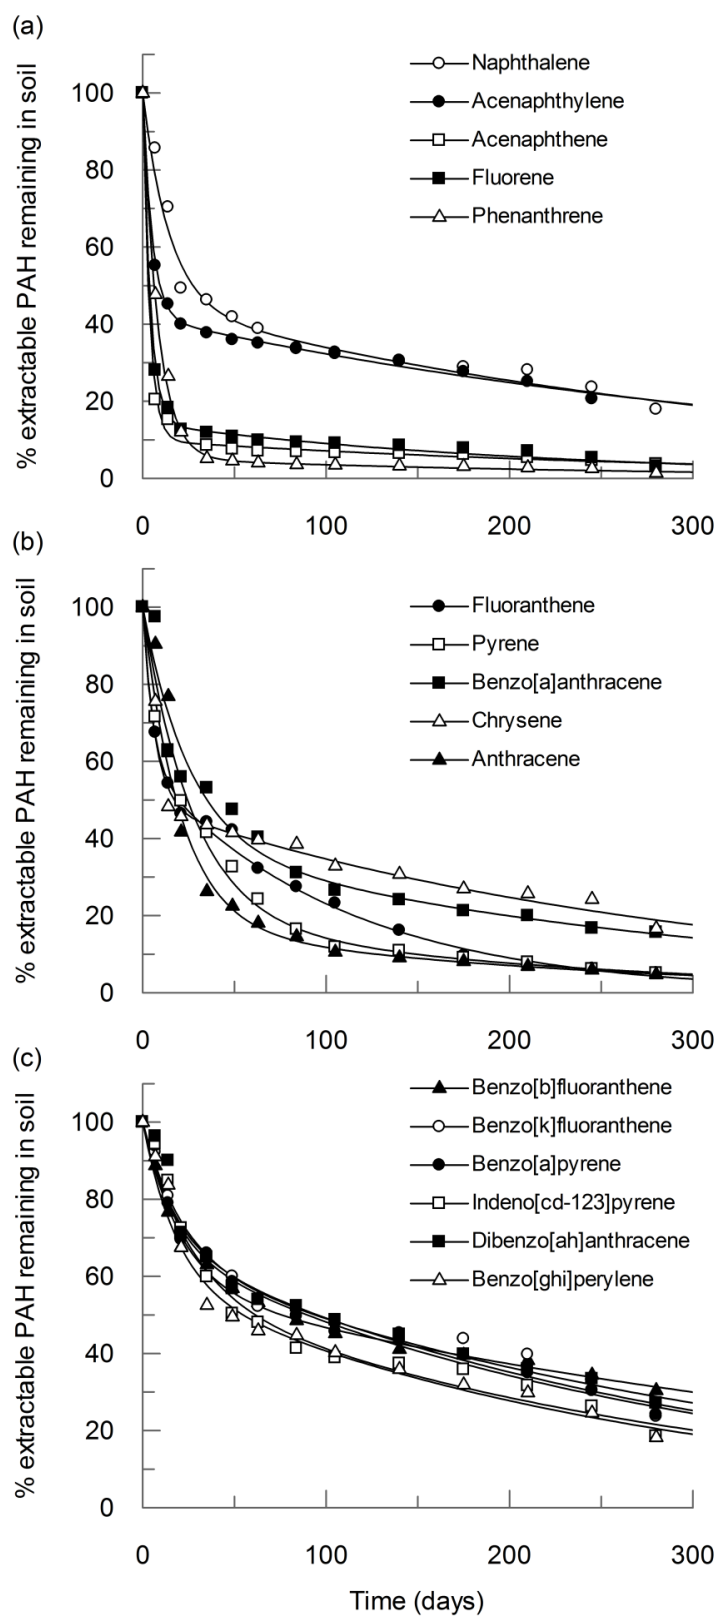 (a)
% extractable PAH remaining in soil
100
80
60
40
20
0
Naphthalene
Acenaphthylene
Acenaphthene
Fluorene
Phenanthrene
0 100 200 300
(b)
% extractable PAH remaining in soil
100
80
60
40
20
0
Fluoranthene
Pyrene
Benzo[a]anthracene
Chrysene
Anthracene
0 100 200 300
(c)
% extractable PAH remaining in soil
100
80
60
40
20
0
Benzo[b]fluoranthene
Benzo[k]fluoranthene
Benzo[a]pyrene
Indeno[cd-123]pyrene
Dibenzo[ah]anthracene
Benzo[ghi]perylene
0 100 200 300
Time (days)